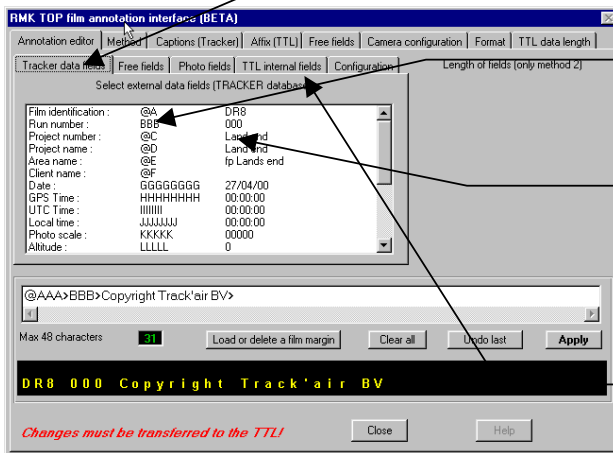 RMK TOP film annotation interface (BETA)
Annotation editor Method Captions (Tracker) Affix (TTL) Free fields Camera configuration Format TTL data length
Tracker data fields Free fields Photo fields TTL internal fields Configuration Length of fields (only method 2)
Select external data fields (TRACKER database)
Film identification : @A DR8
Run number : BBB 000
Project number : @C Land end
Project name : @D Land end
Area name : @E fp Lands end
Client name : @F
Date : GGGGGGGG 27/04/00
GPS Time : HHHHHHHH 00:00:00
UTC Time : IIIIIIII 00:00:00
Local time : JJJJJJJJ 00:00:00
Photo scale : KKKKK 00000
Altitude : LLLLL 0
@AAA>BBB>Copyright Track'air BV>
Max 48 characters 31 Load or delete a film margin Clear all Undo last Apply
DR8 000 Copyright Track'air BV
Changes must be transferred to the TTL! Close Help